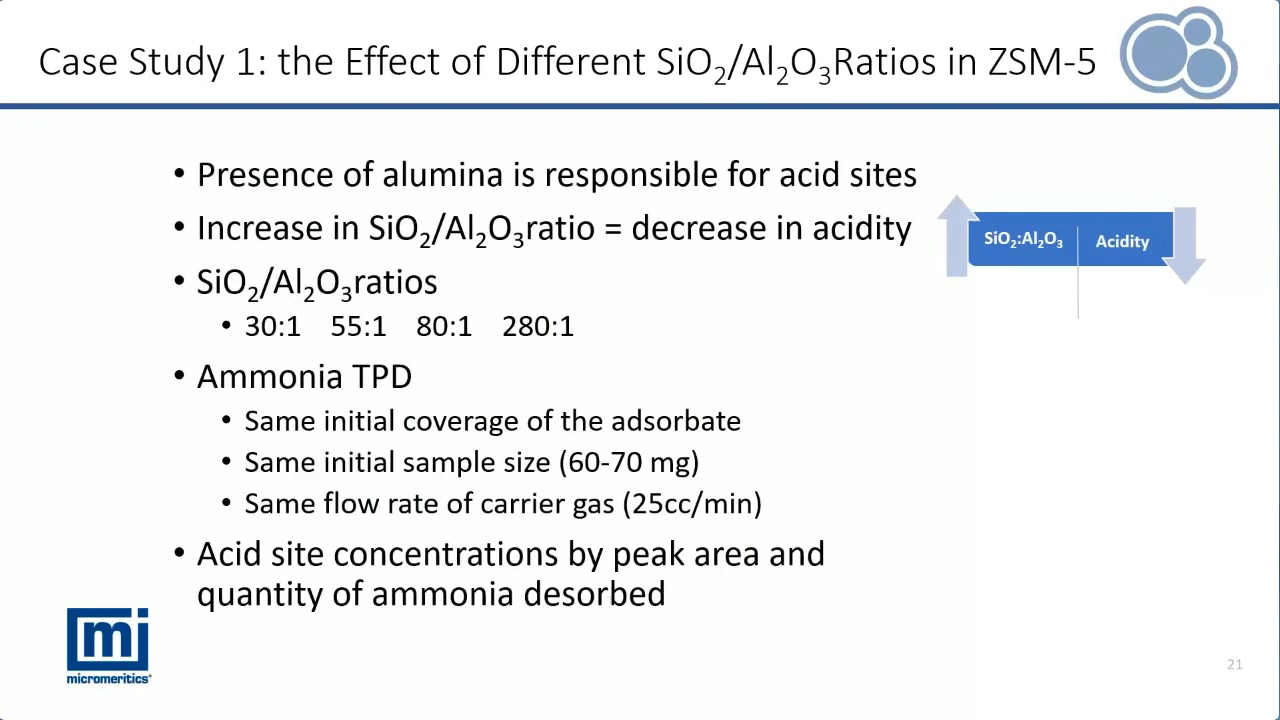 Case Study 1: the Effect of Different SiO₂/Al₂O₃Ratios in ZSM-5
• Presence of alumina is responsible for acid sites
• Increase in SiO₂/Al₂O₃ratio = decrease in acidity
SiO₂:Al₂O₃ Acidity
• SiO₂/Al₂O₃ratios
• 30:1 55:1 80:1 280:1
• Ammonia TPD
• Same initial coverage of the adsorbate
• Same initial sample size (60-70 mg)
• Same flow rate of carrier gas (25cc/min)
• Acid site concentrations by peak area and
quantity of ammonia desorbed
mi
micromeritics®
21